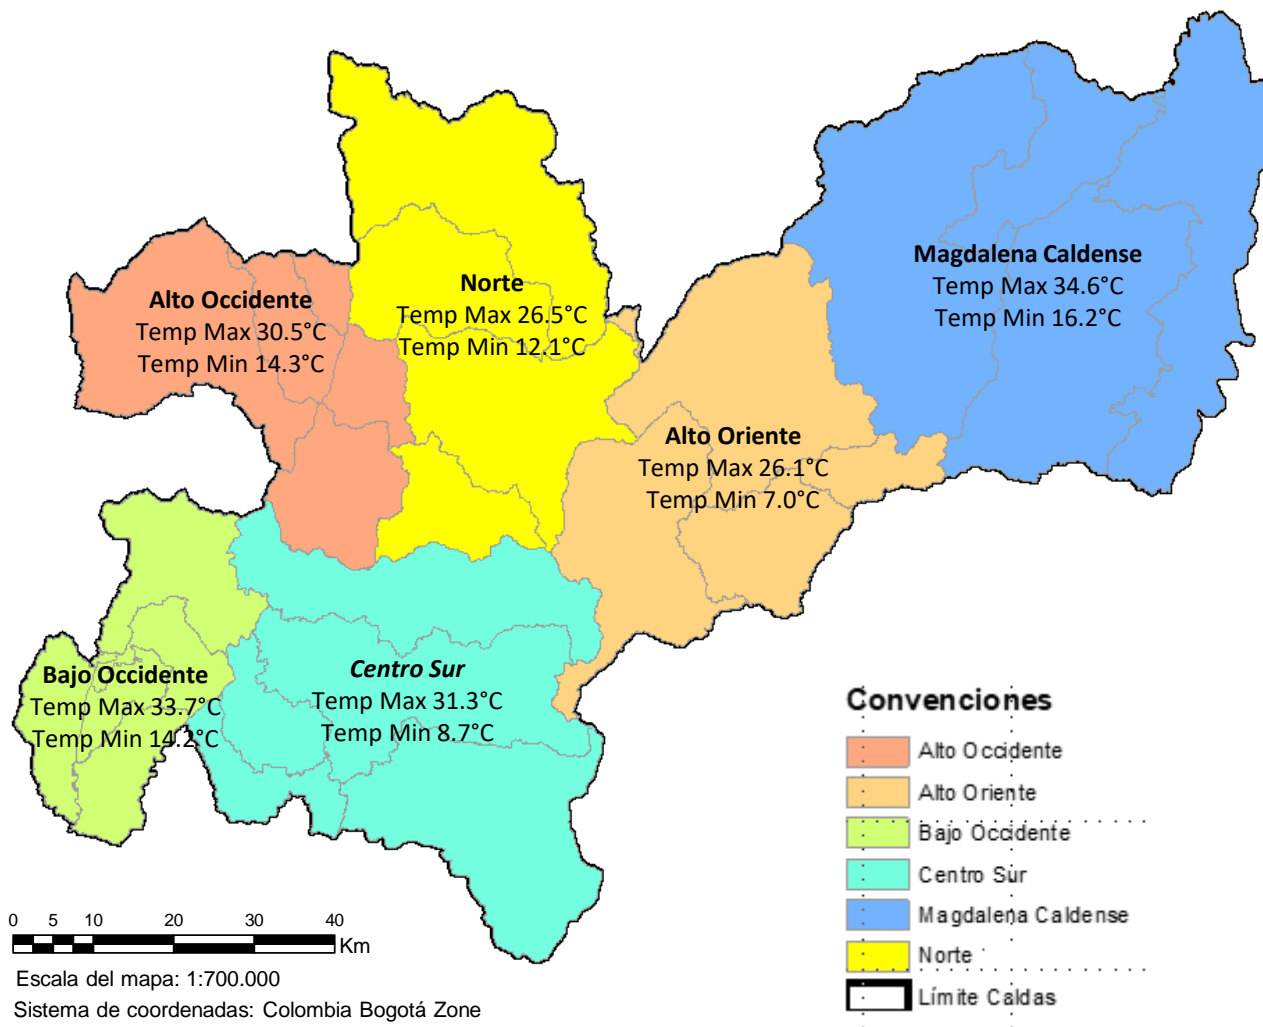 Magdalena Caldense
Temp Max 34.6°C
Temp Min 16.2°C
Norte
Temp Max 26.5°C
Temp Min 12.1°C
Alto Occidente
Temp Max 30.5°C
Temp Min 14.3°C
Alto Oriente
Temp Max 26.1°C
Temp Min 7.0°C
Bajo Occidente
Temp Max 33.7°C
Temp Min 14.2°C
Centro Sur
Temp Max 31.3°C
Temp Min 8.7°C
Convenciones
Alto Occidente
Alto Oriente
Bajo Occidente
Centro Sur
Magdalena Caldense
Norte
Límite Caldas
0 5 10 20 30 40
Km
Escala del mapa: 1:700.000
Sistema de coordenadas: Colombia Bogotá Zone